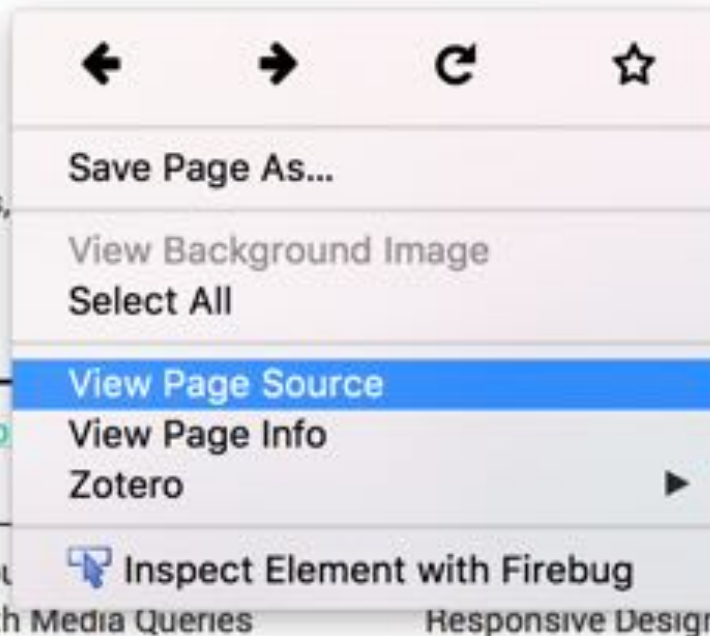 Save Page As...
View Background Image
Select All
View Page Source
View Page Info
Zotero
Inspect Element with Firebug
Media Queries
Responsive Design